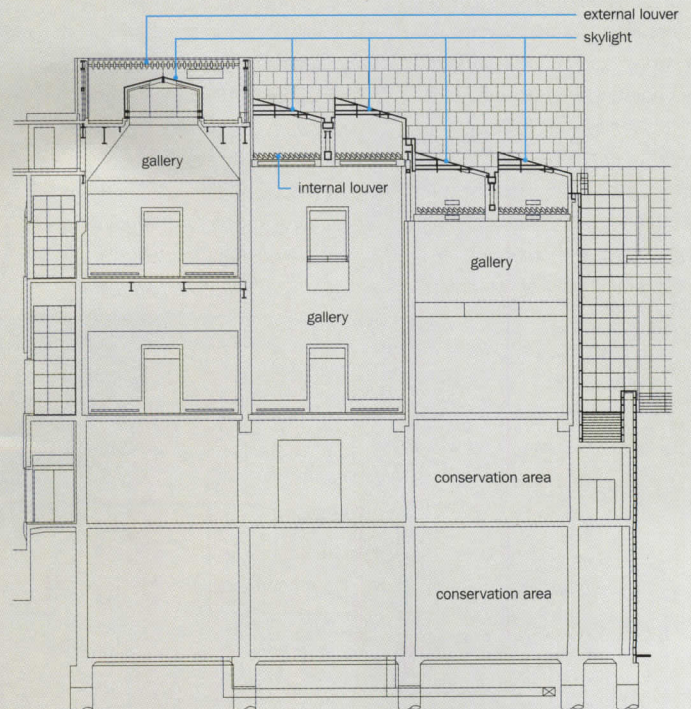 external louver
skylight
gallery
internal louver
gallery
gallery
conservation area
conservation area